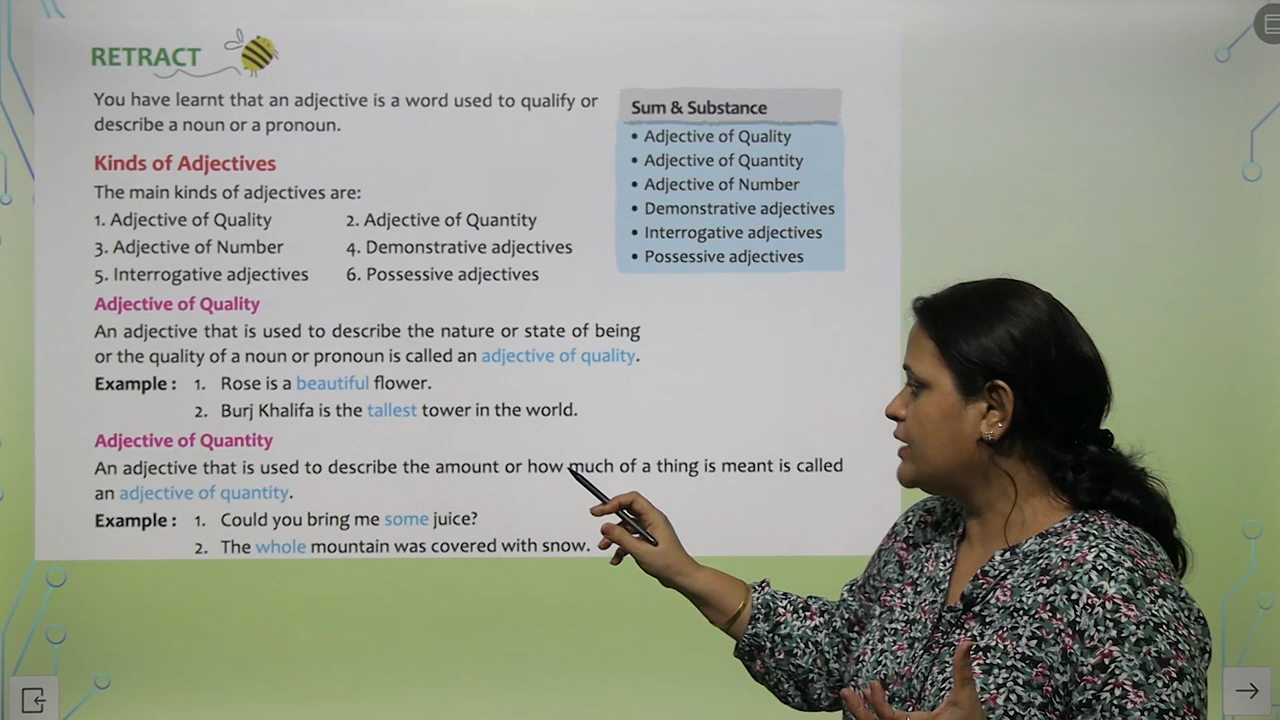 RETRACT
You have learnt that an adjective is a word used to qualify or
describe a noun or a pronoun.
Kinds of Adjectives
The main kinds of adjectives are:
1. Adjective of Quality 2. Adjective of Quantity
3. Adjective of Number 4. Demonstrative adjectives
5. Interrogative adjectives 6. Possessive adjectives
Sum & Substance
• Adjective of Quality
• Adjective of Quantity
• Adjective of Number
• Demonstrative adjectives
• Interrogative adjectives
• Possessive adjectives
Adjective of Quality
An adjective that is used to describe the nature or state of being
or the quality of a noun or pronoun is called an adjective of quality.
Example : 1. Rose is a beautiful flower.
2. Burj Khalifa is the tallest tower in the world.
Adjective of Quantity
An adjective that is used to describe the amount or how much of a thing is meant is called
an adjective of quantity.
Example : 1. Could you bring me some juice?
2. The whole mountain was covered with snow.